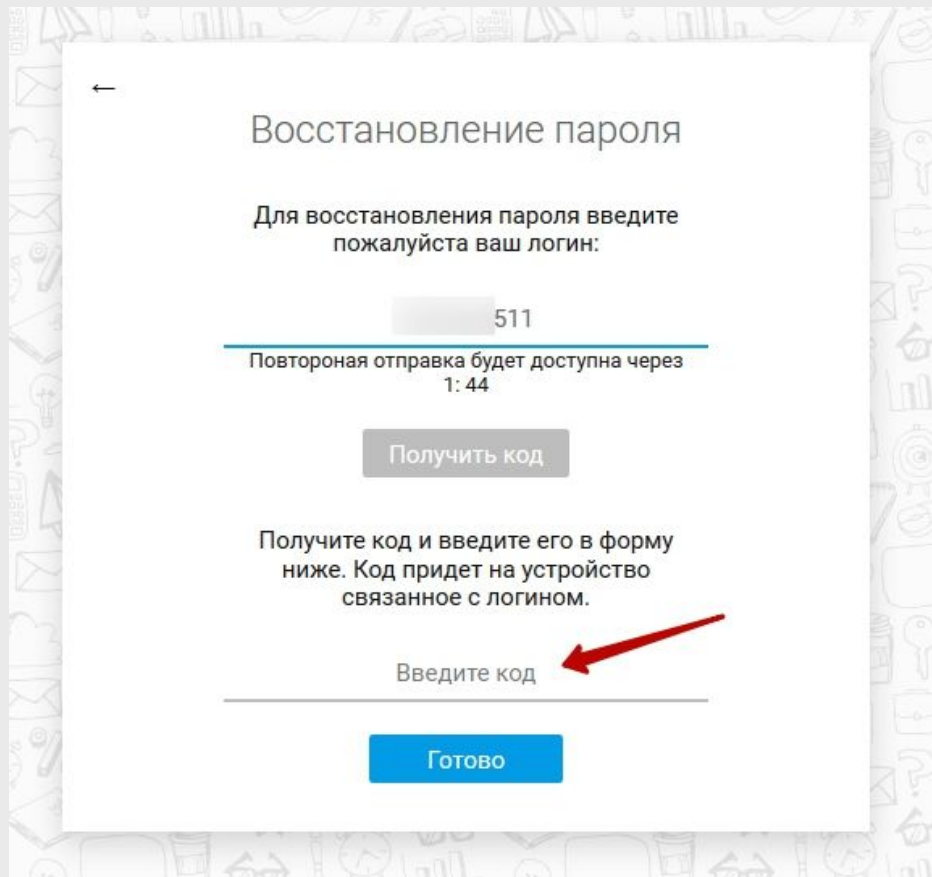 ←
Восстановление пароля
Для восстановления пароля введите
пожалуйста ваш логин:
511
Повтороная отправка будет доступна через
1: 44
Получить код
Получите код и введите его в форму
ниже. Код придет на устройство
связанное с логином.
Введите код
Готово